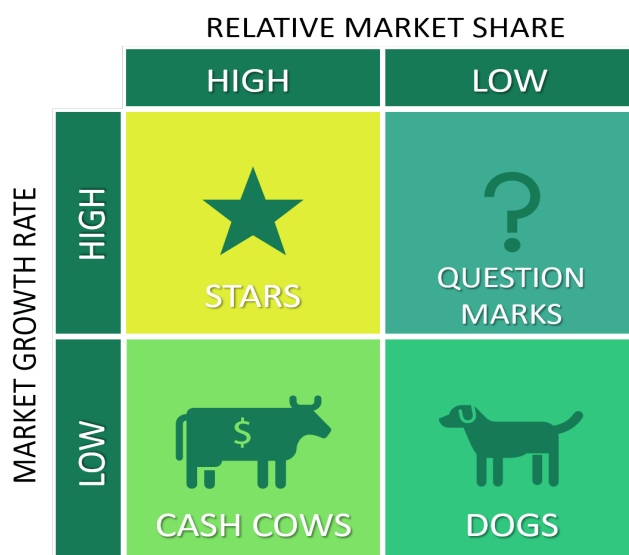 RELATIVE MARKET SHARE
HIGH
LOW
MARKET GROWTH RATE
HIGH
STARS
?
QUESTION
MARKS
LOW
$
CASH COWS
DOGS